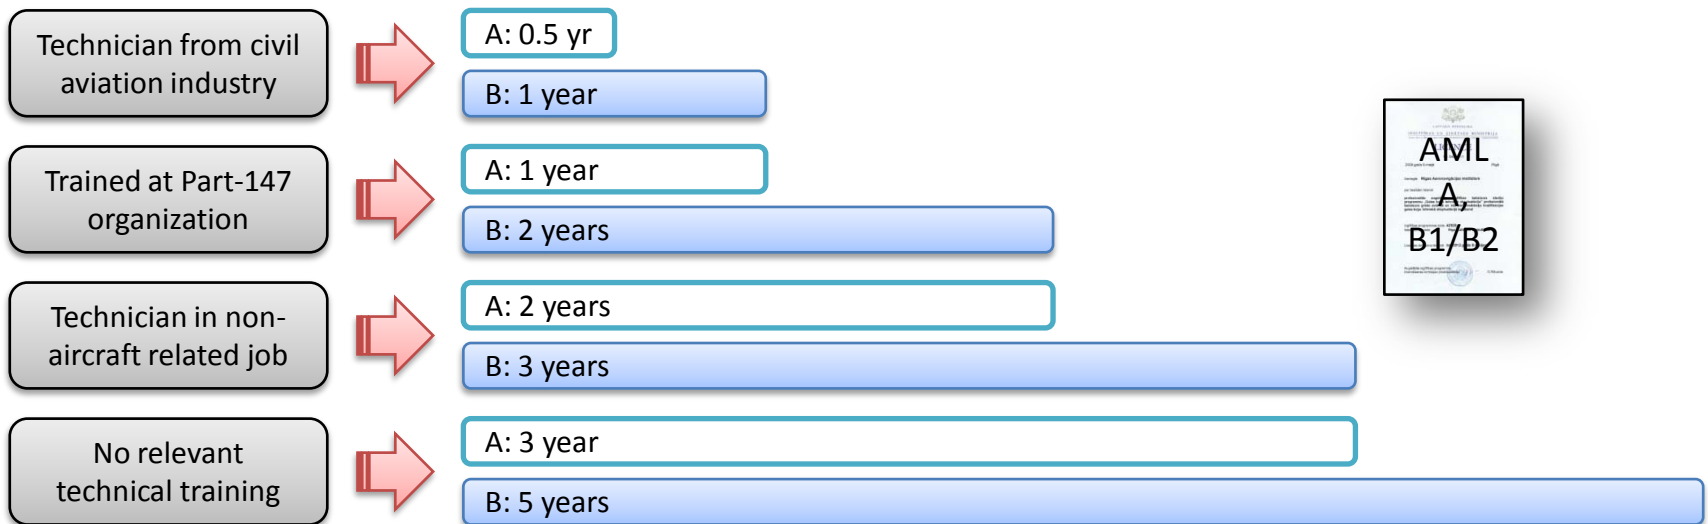 Technician from civil
aviation industry
A: 0.5 yr
B: 1 year
Trained at Part-147
organization
A: 1 year
B: 2 years
Technician in non-
aircraft related job
A: 2 years
B: 3 years
No relevant
technical training
A: 3 year
B: 5 years
AML
A,
B1/B2